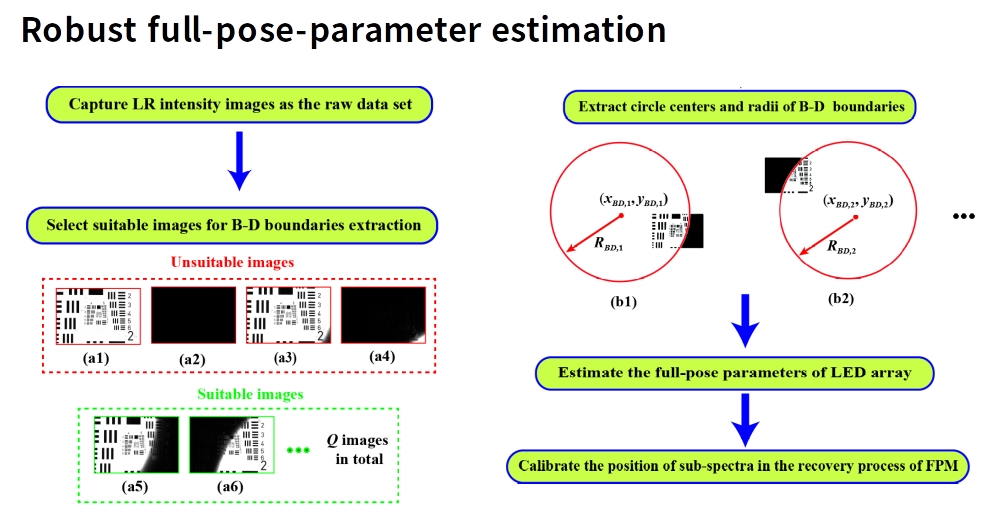 Robust full-pose-parameter estimation
Capture LR intensity images as the raw data set
Select suitable images for B-D boundaries extraction
Unsuitable images
(a1) (a2) (a3) (a4)
Suitable images
Q images
in total
(a5) (a6)
Extract circle centers and radii of B-D boundaries
(x_{BD,1}, y_{BD,1})
R_{BD,1}
(b1)
(x_{BD,2}, y_{BD,2})
R_{BD,2}
(b2)
Estimate the full-pose parameters of LED array
Calibrate the position of sub-spectra in the recovery process of FPM